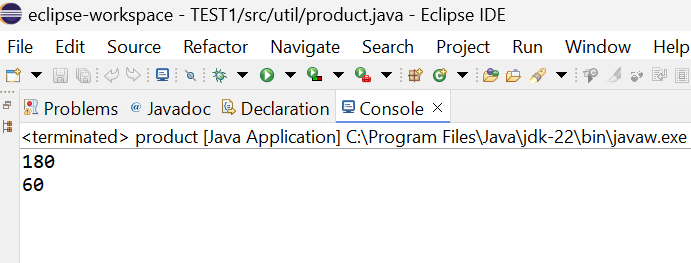 eclipse-workspace - TEST1/src/util/product.java - Eclipse IDE
File Edit Source Refactor Navigate Search Project Run Window Help
Problems @ Javadoc Declaration Console ×
<terminated> product [Java Application] C:\Program Files\Java\jdk-22\bin\javaw.exe
180
60